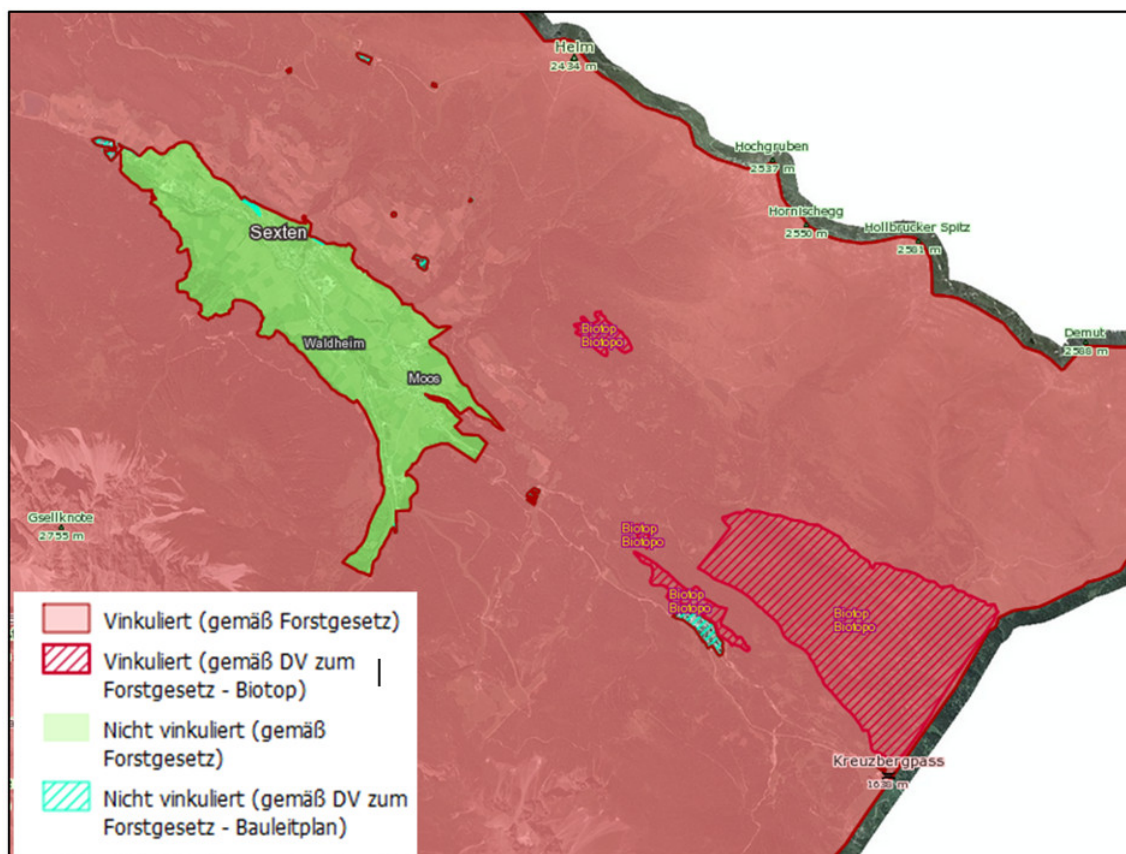 Helm
2434 m
Hochgruben
2537 m
Hornischegg
2550 m
Hollbrucker Spitz
2581 m
Sexten
Demut
2588 m
Biotop
Biotopo
Waldheim
Moos
Gsellknote
2755 m
Biotop
Biotopo
Biotop
Biotopo
Biotop
Biotopo
Kreuzbergpass
1638 m
Vinkuliert (gemäß Forstgesetz)
Vinkuliert (gemäß DV zum
Forstgesetz - Biotop)
Nicht vinkuliert (gemäß
Forstgesetz)
Nicht vinkuliert (gemäß DV zum
Forstgesetz - Bauleitplan)